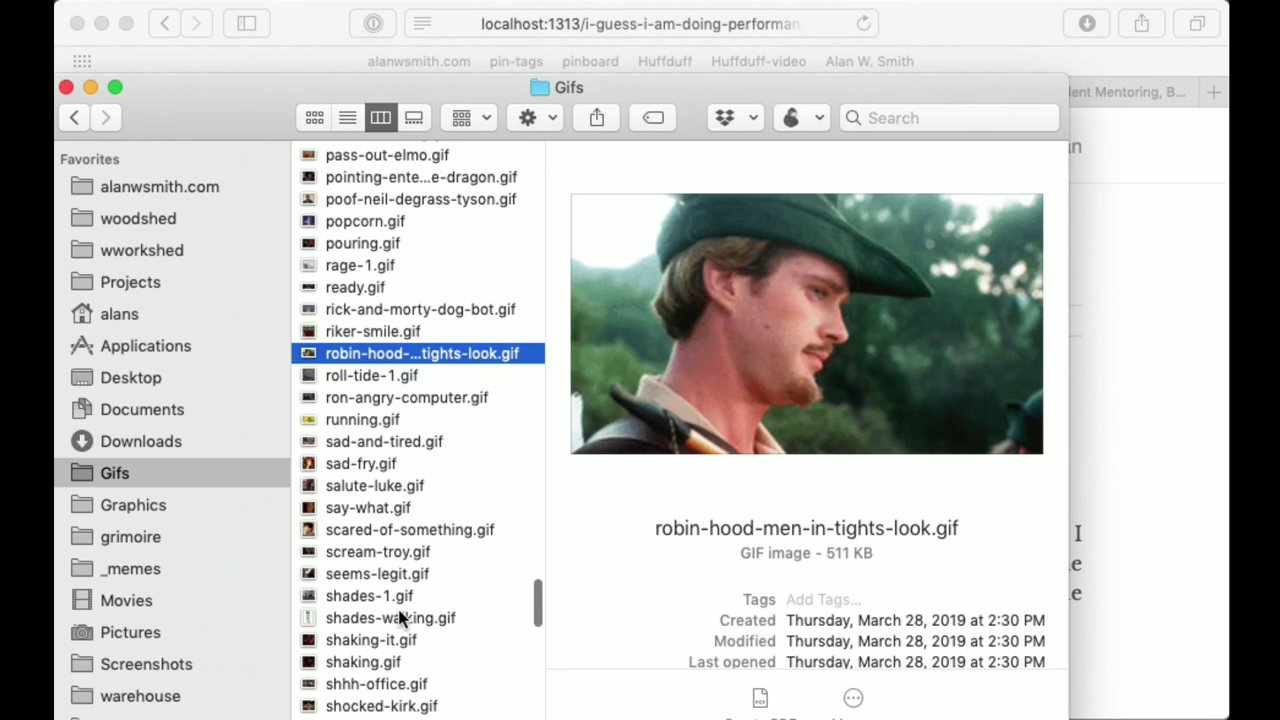 localhost:1313/i-guess-i-am-doing-performan
alanwsmith.com pin-tags pinboard Huffduff Huffduff-video Alan W. Smith
Gifs
ent Mentoring, B...
Search
Favorites
alanwsmith.com
woodshed
wworkshed
Projects
alans
Applications
Desktop
Documents
Downloads
Gifs
Graphics
grimoire
_memes
Movies
Pictures
Screenshots
warehouse
pass-out-elmo.gif
pointing-ente...e-dragon.gif
poof-neil-degrass-tyson.gif
popcorn.gif
pouring.gif
rage-1.gif
ready.gif
rick-and-morty-dog-bot.gif
riker-smile.gif
robin-hood-...tights-look.gif
roll-tide-1.gif
ron-angry-computer.gif
running.gif
sad-and-tired.gif
sad-fry.gif
salute-luke.gif
say-what.gif
scared-of-something.gif
scream-troy.gif
seems-legit.gif
shades-1.gif
shades-walking.gif
shaking-it.gif
shaking.gif
shhh-office.gif
shocked-kirk.gif
robin-hood-men-in-tights-look.gif
GIF image - 511 KB
Tags Add Tags...
Created Thursday, March 28, 2019 at 2:30 PM
Modified Thursday, March 28, 2019 at 2:30 PM
Last opened Thursday, March 28, 2019 at 2:30 PM
I